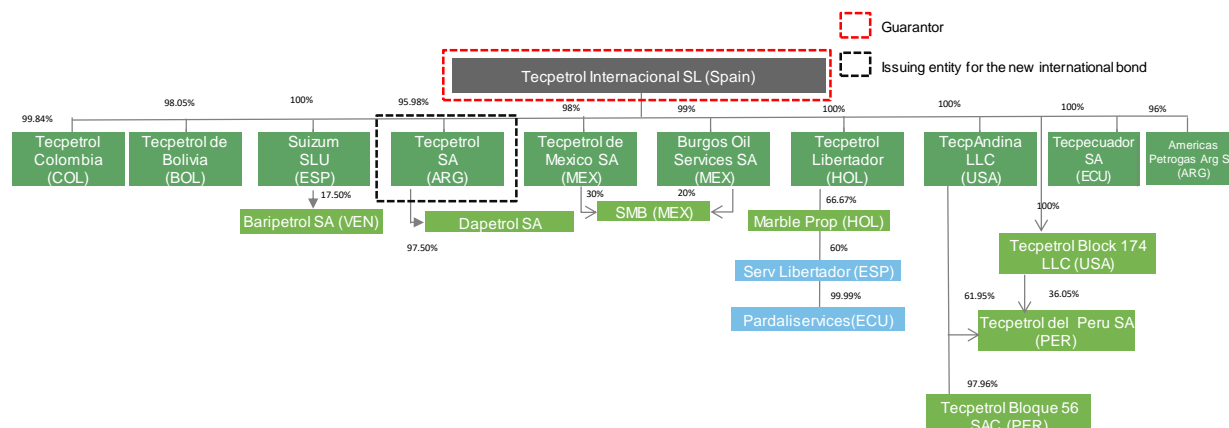 Guarantor
Issuing entity for the new international bond
Tecpetrol Internacional SL (Spain)
99.84%
98.05%
100%
95.98%
98%
99%
100%
100%
100%
96%
Tecpetrol
Colombia
(COL)
Tecpetrol de
Bolivia
(BOL)
Suizum
SLU
(ESP)
Tecpetrol
SA
(ARG)
Tecpetrol de
Mexico SA
(MEX)
Burgos Oil
Services SA
(MEX)
Tecpetrol
Libertador
(HOL)
TecpAndina
LLC
(USA)
Tecpecuador
SA
(ECU)
Americas
Petrogas Arg S
(ARG)
17.50%
30%
20%
66.67%
Baripetrol SA (VEN)
Dapetrol SA
SMB (MEX)
Marble Prop (HOL)
100%
97.50%
60%
Tecpetrol Block 174
LLC (USA)
Serv Libertador (ESP)
99.99%
61.95%
36.05%
Pardaliservices(ECU)
Tecpetrol del Peru SA
(PER)
97.96%
Tecpetrol Bloque 56
SAC (PER)